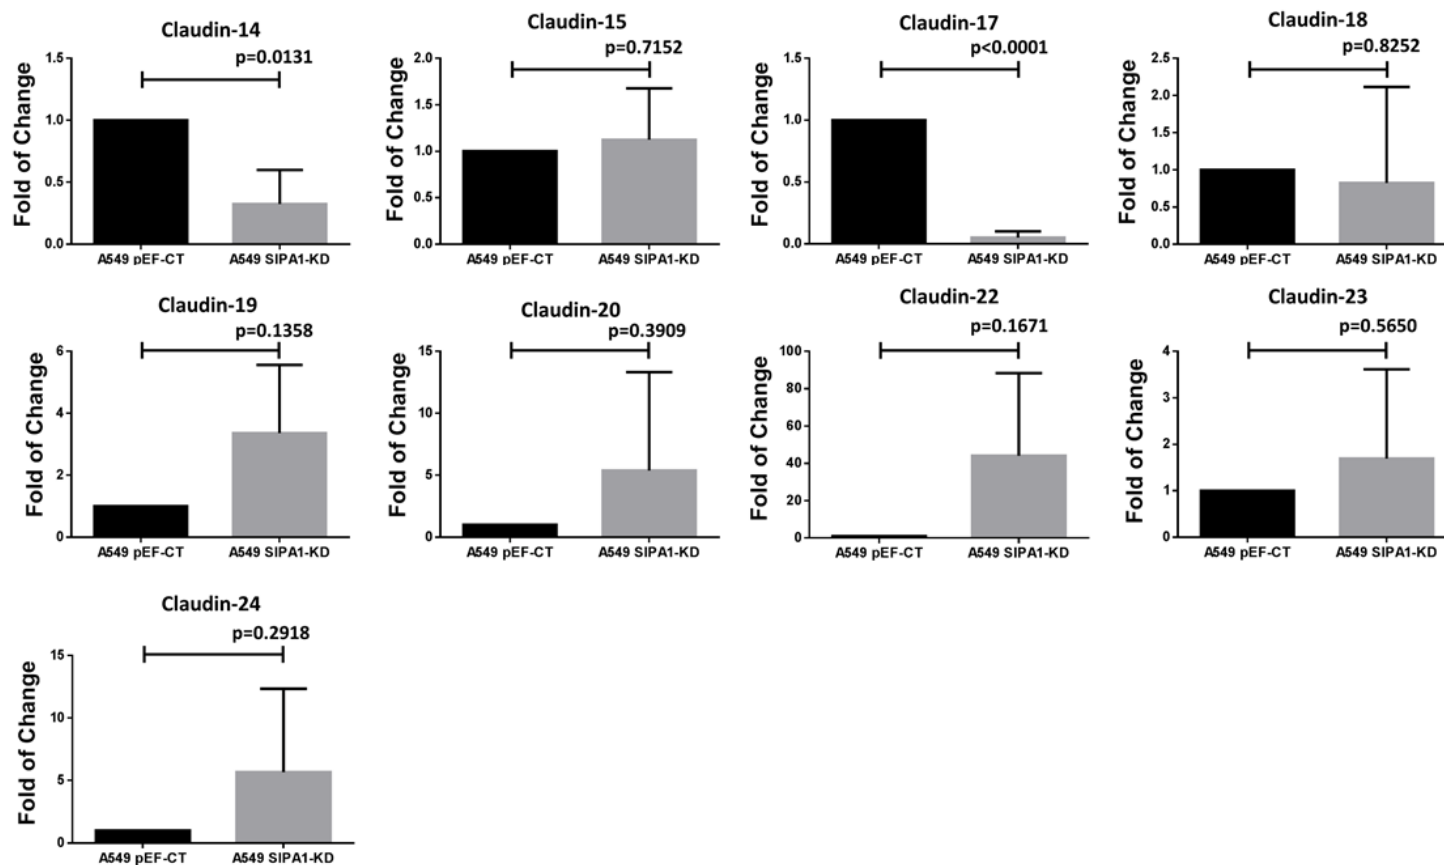 Claudin-14
p=0.0131
Fold of Change
1.5
1.0
0.5
0.0
A549 pEF-CT A549 SIPA1-KD
Claudin-15
p=0.7152
Fold of Change
2.0
1.5
1.0
0.5
0.0
A549 pEF-CT A549 SIPA1-KD
Claudin-17
p<0.0001
Fold of Change
1.5
1.0
0.5
0.0
A549 pEF-CT A549 SIPA1-KD
Claudin-18
p=0.8252
Fold of Change
2.5
2.0
1.5
1.0
0.5
0.0
A549 pEF-CT A549 SIPA1-KD
Claudin-19
p=0.1358
Fold of Change
6
4
2
0
A549 pEF-CT A549 SIPA1-KD
Claudin-20
p=0.3909
Fold of Change
15
10
5
0
A549 pEF-CT A549 SIPA1-KD
Claudin-22
p=0.1671
Fold of Change
100
80
60
40
20
0
A549 pEF-CT A549 SIPA1-KD
Claudin-23
p=0.5650
Fold of Change
4
3
2
1
0
A549 pEF-CT A549 SIPA1-KD
Claudin-24
p=0.2918
Fold of Change
15
10
5
0
A549 pEF-CT A549 SIPA1-KD